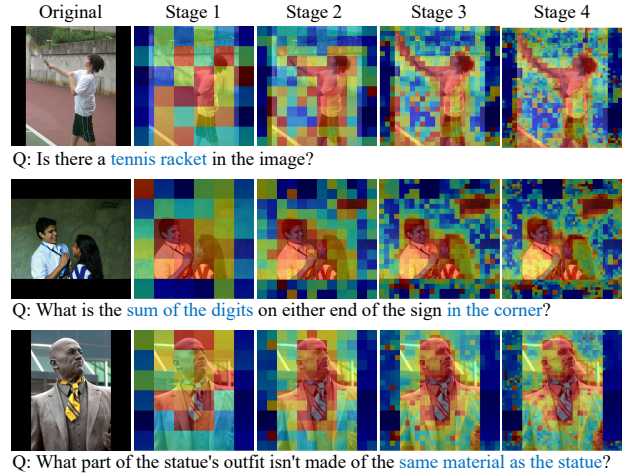 Original Stage 1 Stage 2 Stage 3 Stage 4
Q: Is there a tennis racket in the image?
Q: What is the sum of the digits on either end of the sign in the corner?
Q: What part of the statue's outfit isn't made of the same material as the statue?